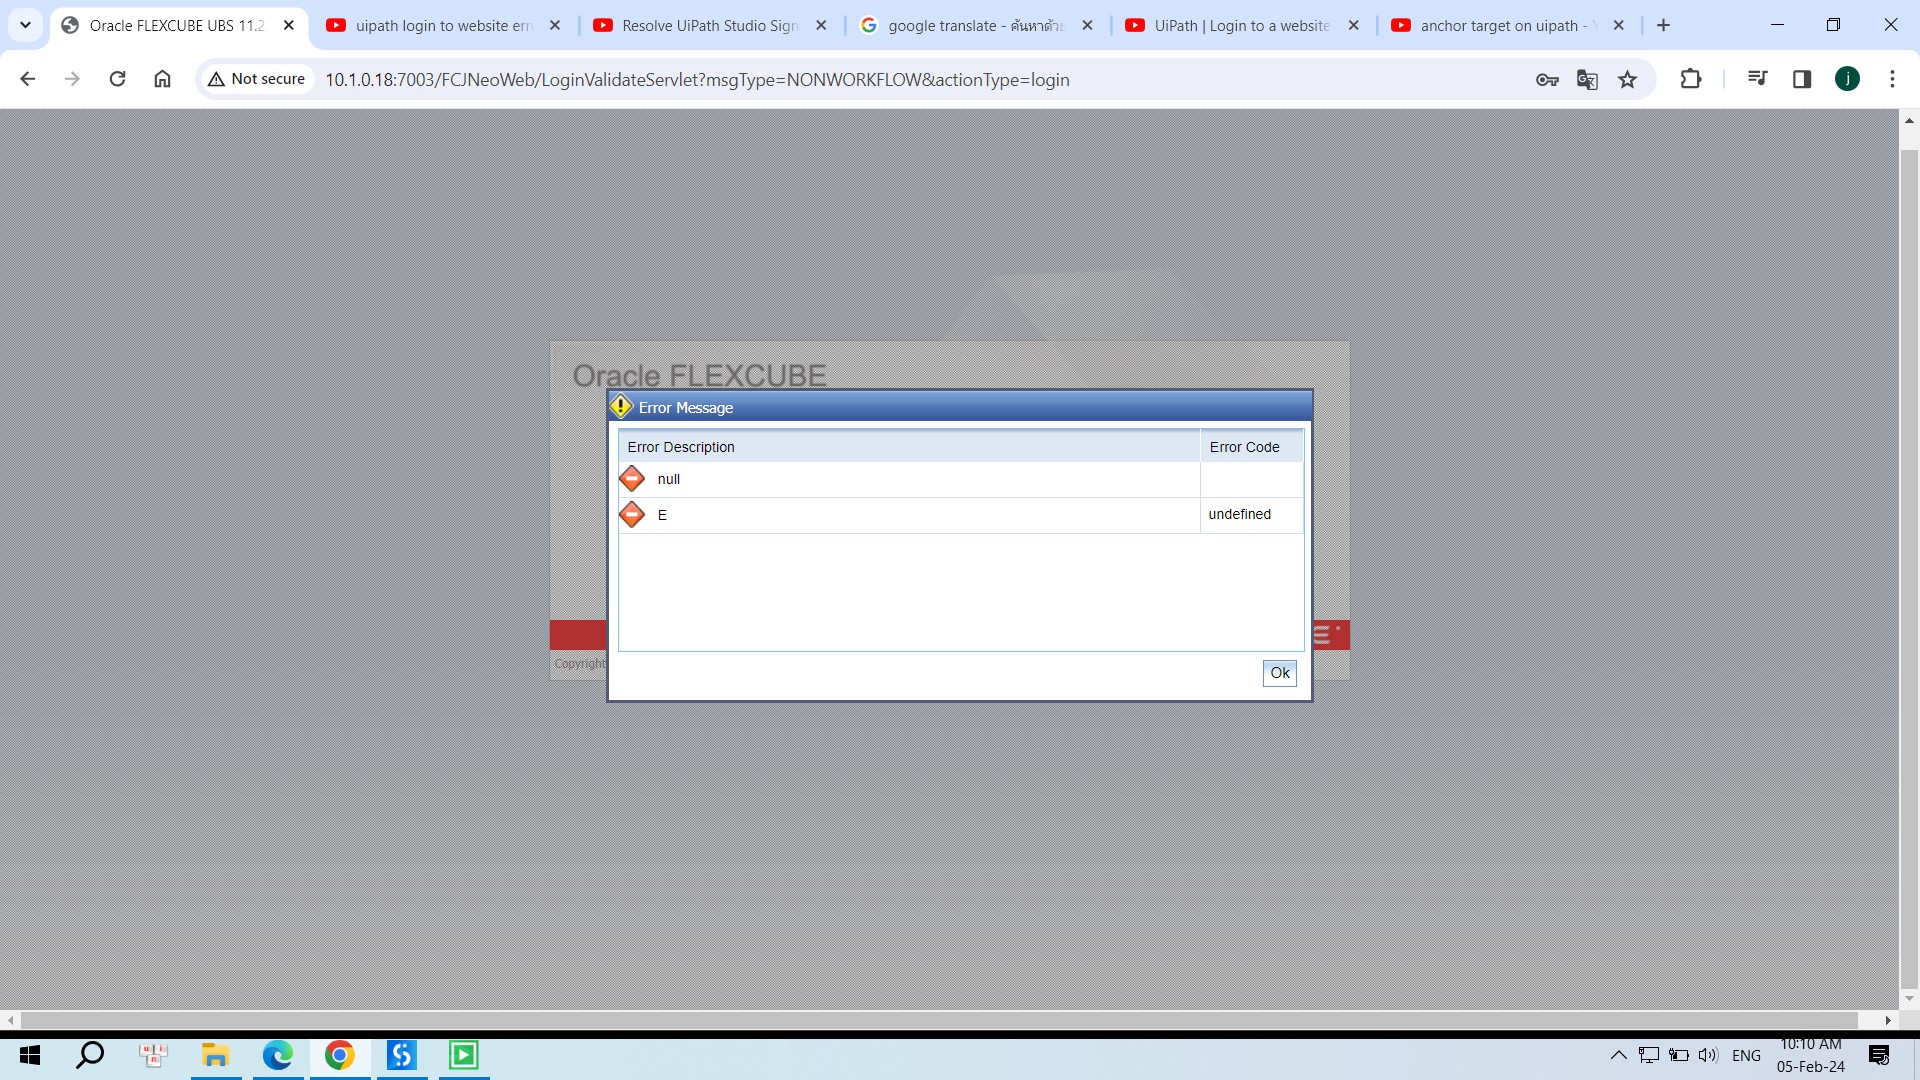 Oracle FLEXCUBE UBS 11.2
uipath login to website err
Resolve UiPath Studio Sign
google translate - ค้นหาด้วย
UiPath | Login to a website
anchor target on uipath -
Not secure
10.1.0.18:7003/FCJNeoWeb/LoginValidateServlet?msgType=NONWORKFLOW&actionType=login
j
Oracle FLEXCUBE
Error Message
Error Description
Error Code
null
E
undefined
Ok
Copyright
ENG
10:10 AM
05-Feb-24